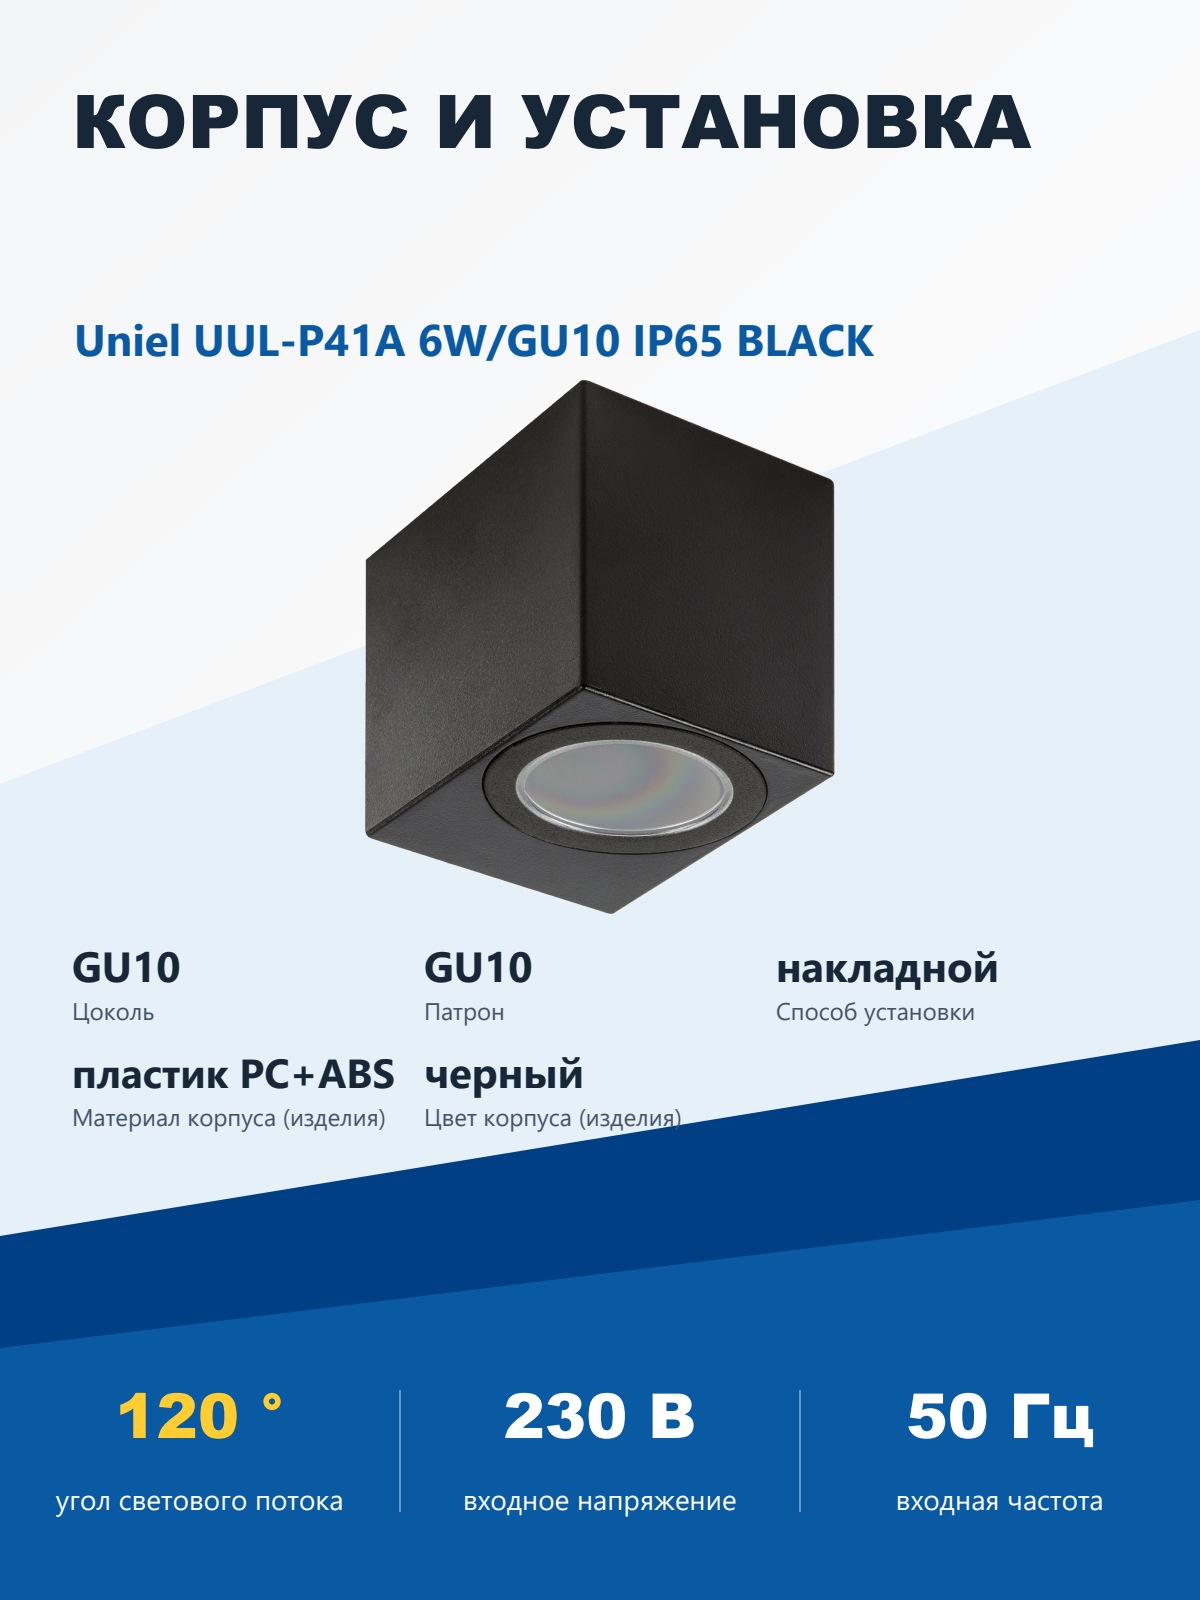 КОРПУС И УСТАНОВКА
Uniel UUL-P41A 6W/GU10 IP65 BLACK
GU10
Цоколь
GU10
Патрон
накладной
Способ установки
пластик PC+ABS
Материал корпуса (изделия)
черный
Цвет корпуса (изделия)
120 °
угол светового потока
230 В
входное напряжение
50 Гц
входная частота